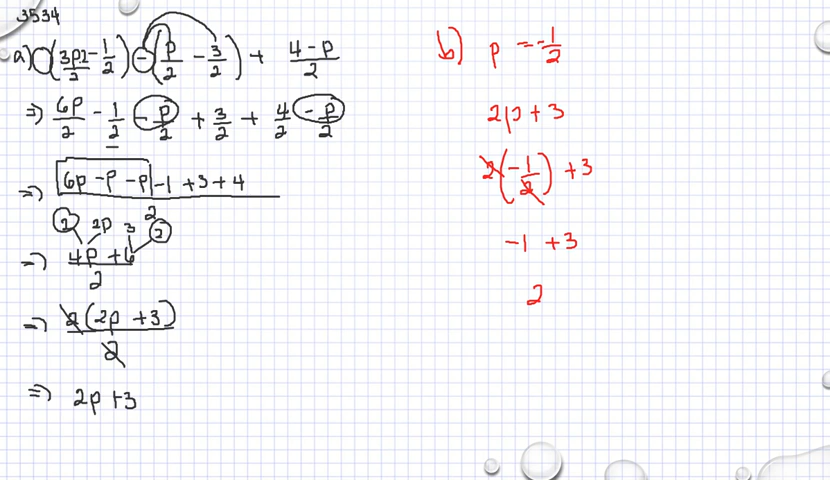 3534
a) (3p2/2 - 1/2) - (p/2 - 3/2) + 4-p/2
⇒ 6p/2 - 1/2 - p/2 + 3/2 + 4/2 - p/2
⇒ 6p - p - p - 1 + 3 + 4 / 2
2 2p 3 2
⇒ 4p + 6 / 2
⇒ 2(2p + 3) / 2
⇒ 2p + 3
b) p = -1/2
2p + 3
2(-1/2) + 3
-1 + 3
2